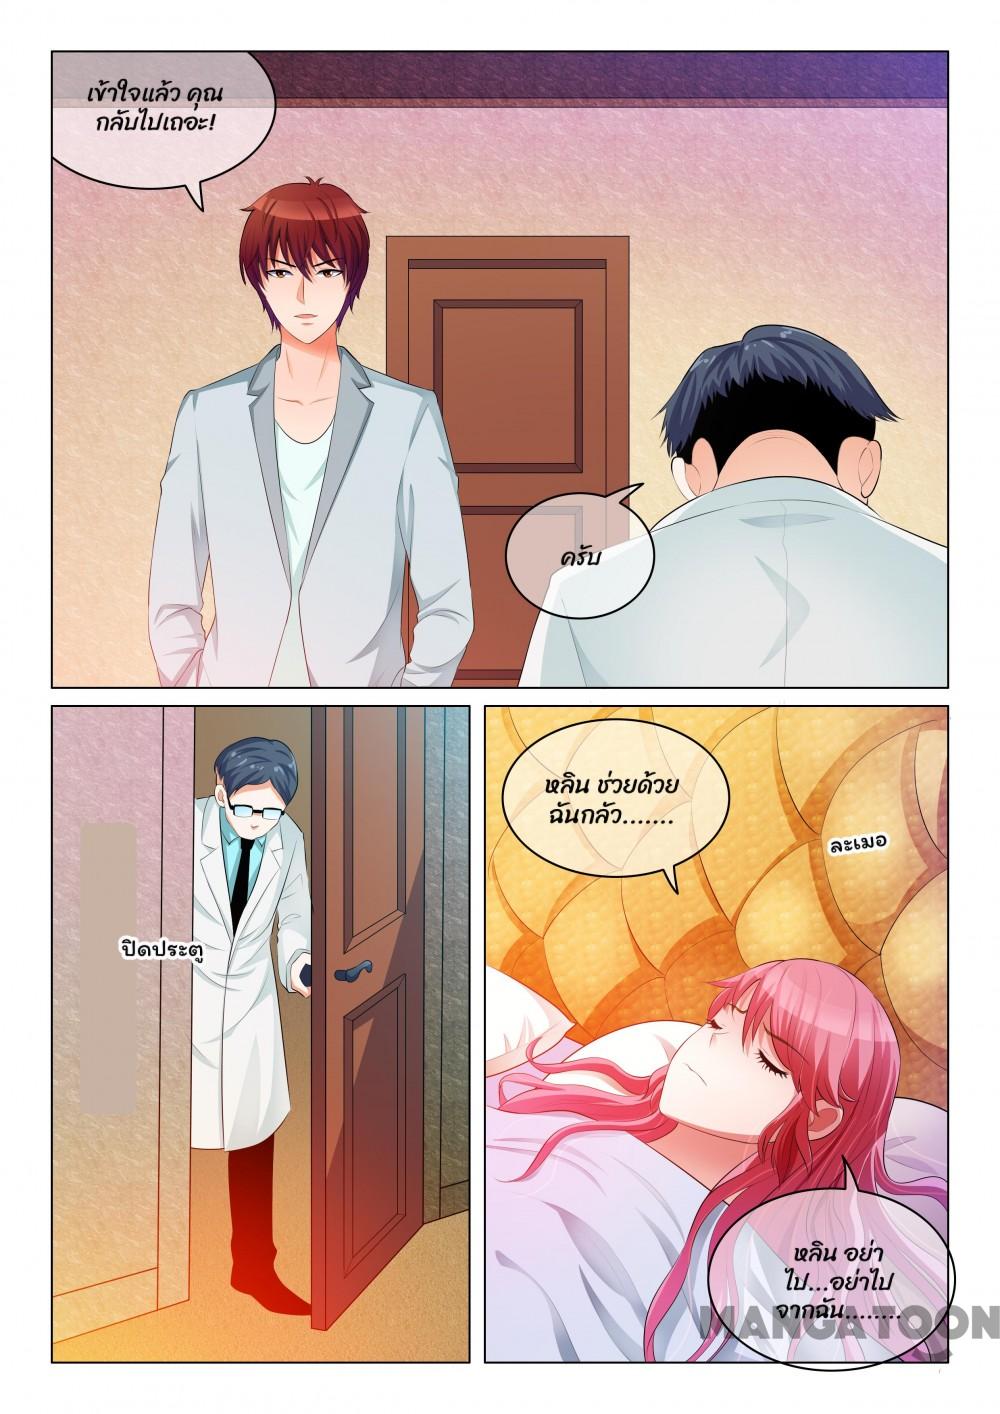 เข้าใจแล้ว คุณ
กลับไปเถอะ!
ครับ
ปิดประตู
หลิน ช่วยด้วย
ฉันกลัว.......
ละเมอ
หลิน อย่า
ไป...อย่าไป
จากฉัน........
MANGATOON